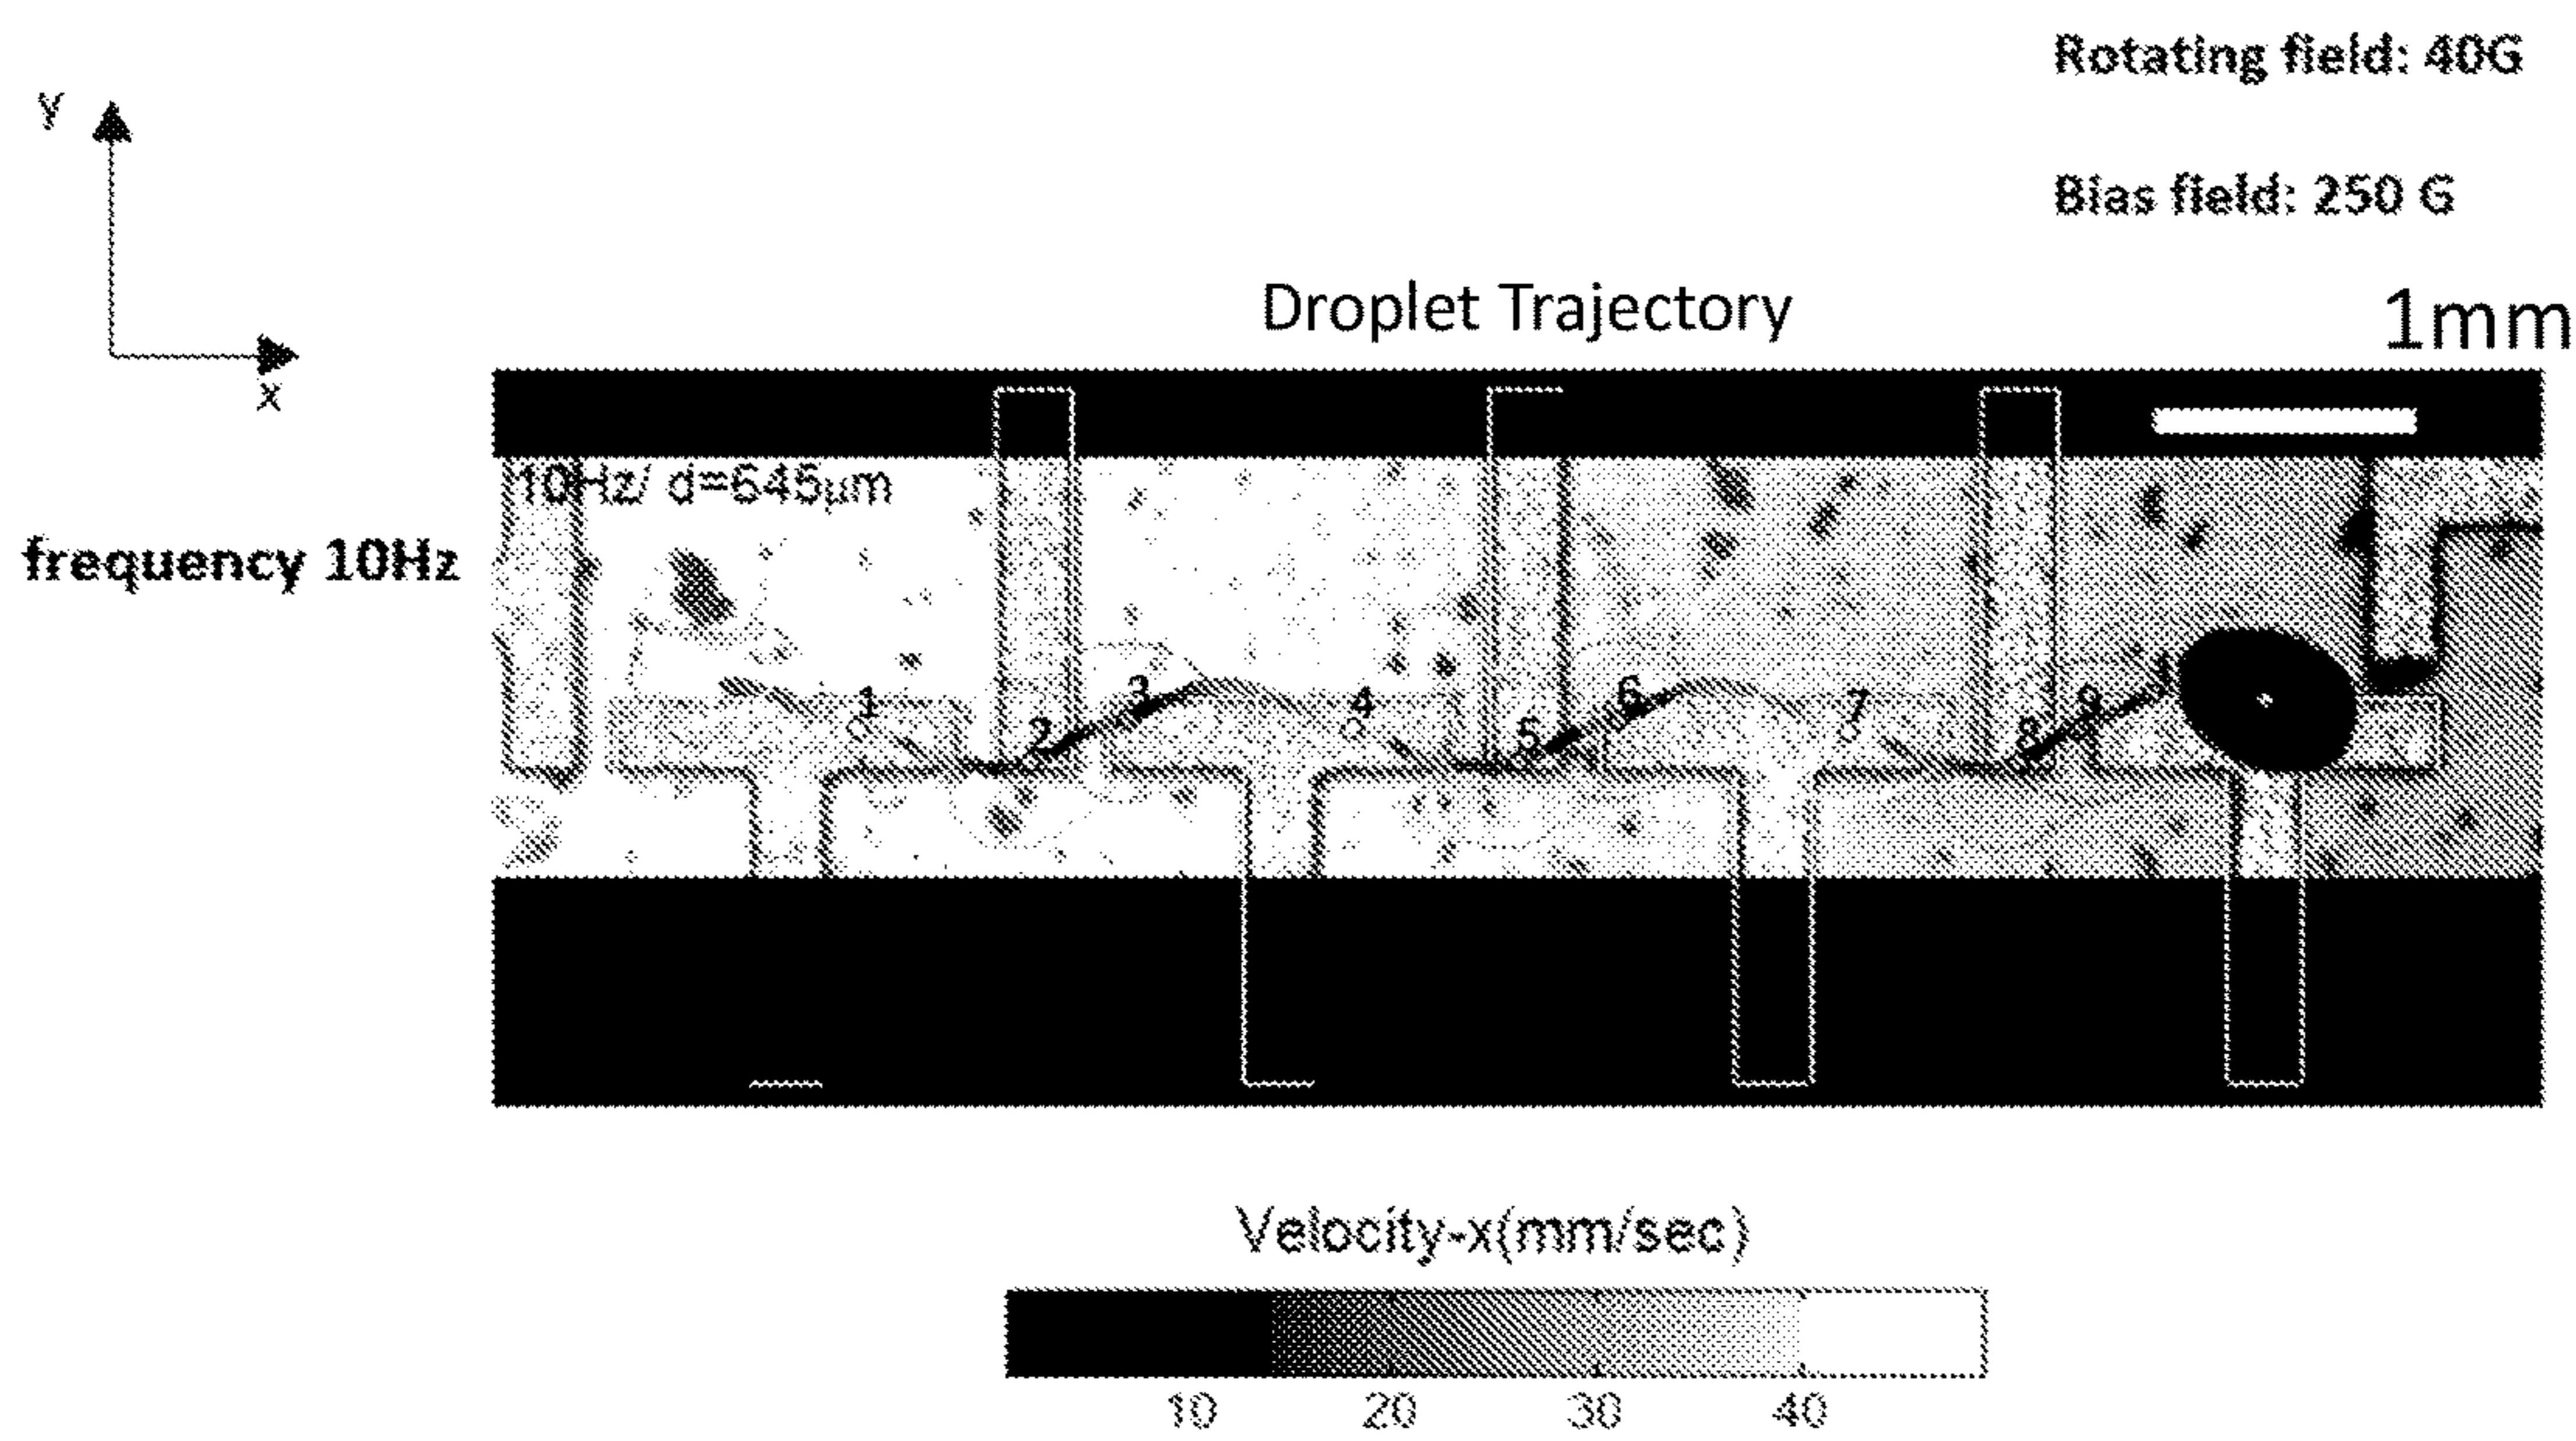 Rotating field: 40G
y
Bias field: 250 G
Droplet Trajectory
1mm
x
10Hz/ d=645µm
frequency 10Hz
1
2
3
4
5
6
7
8
9
Velocity-x(mm/sec)
10 20 30 40